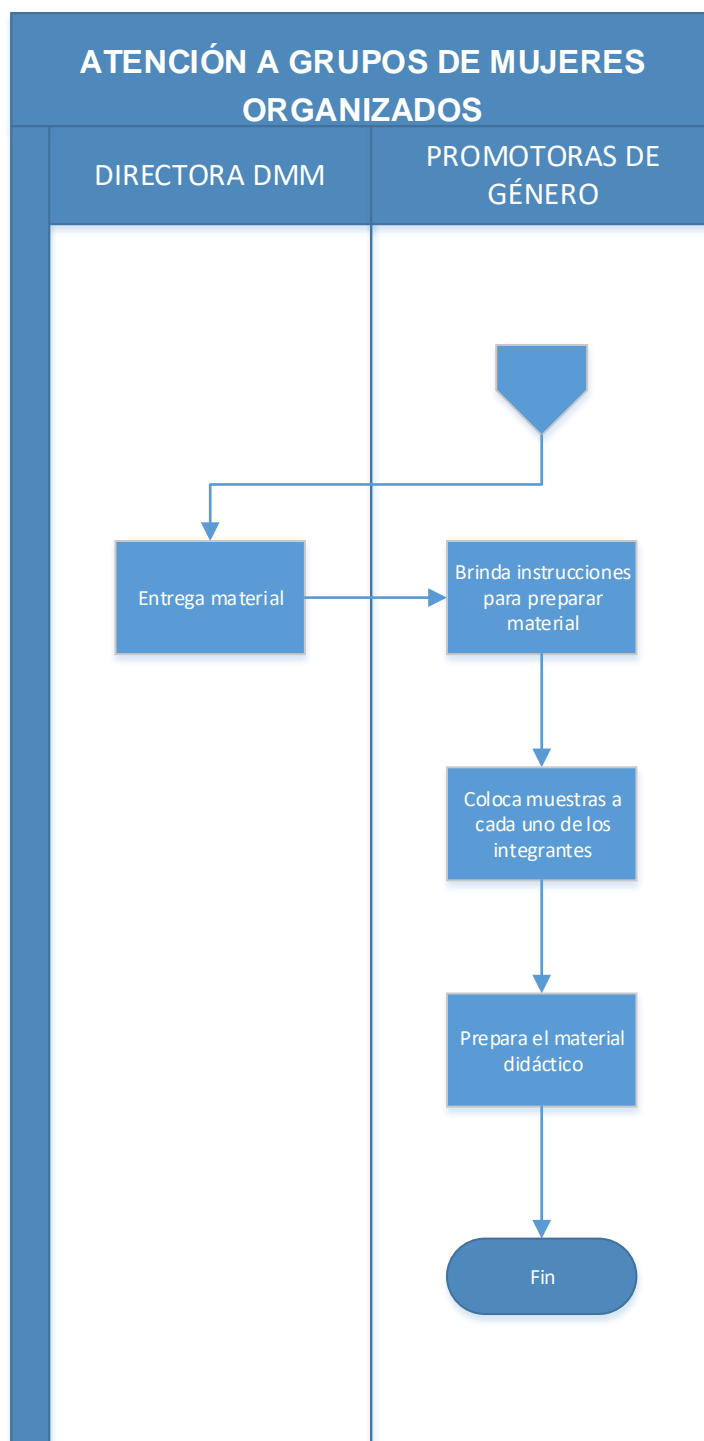 ATENCIÓN A GRUPOS DE MUJERES
ORGANIZADOS
DIRECTORA DMM
PROMOTORAS DE
GÉNERO
Entrega material
Brinda instrucciones
para preparar
material
Coloca muestras a
cada uno de los
integrantes
Prepara el material
didáctico
Fin